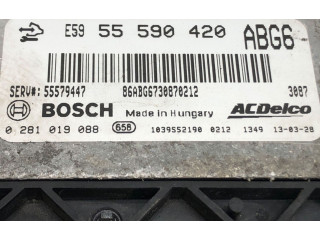 E59 55 590 420 ABG6
SERV#: 55579447 86ABG6730870212 3087
BOSCH Made in Hungary ACDelco
0 281 019 088 658 1039S52190 0212 1349 13-03-28